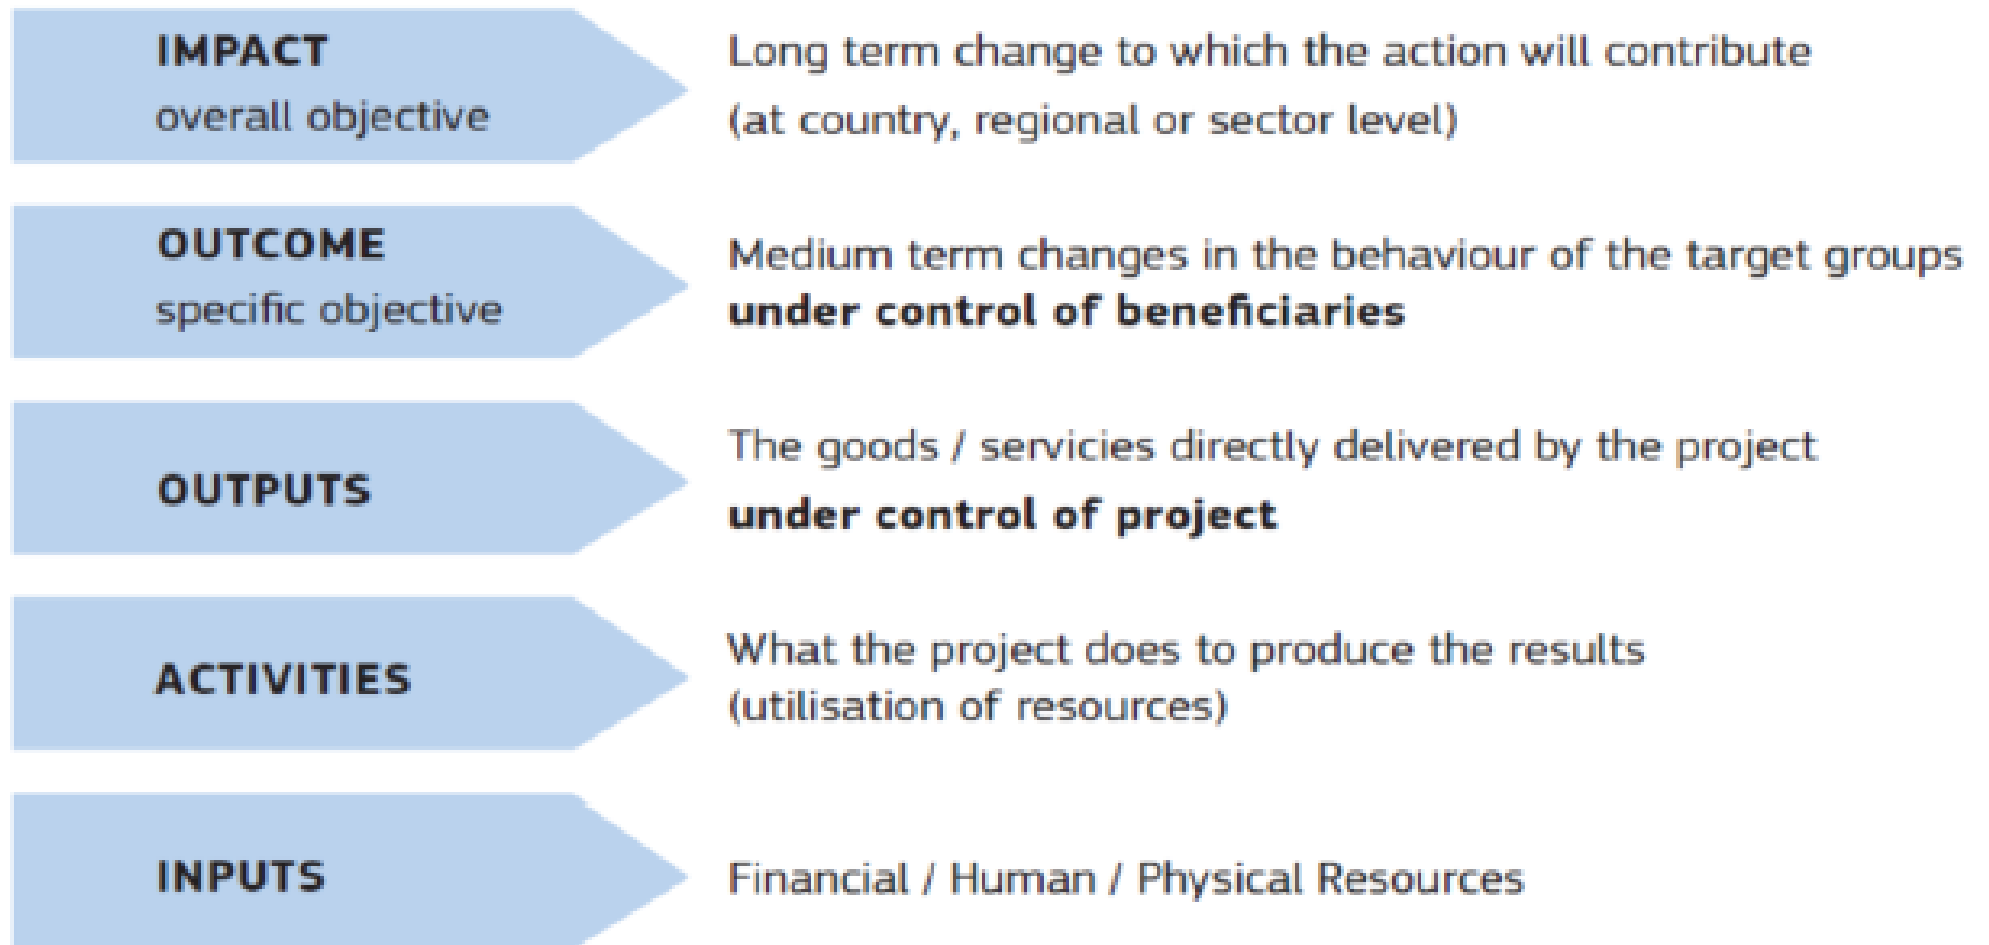 IMPACT
overall objective
Long term change to which the action will contribute
(at country, regional or sector level)
OUTCOME
specific objective
Medium term changes in the behaviour of the target groups
under control of beneficiaries
OUTPUTS
The goods / servicies directly delivered by the project
under control of project
ACTIVITIES
What the project does to produce the results
(utilisation of resources)
INPUTS
Financial / Human / Physical Resources